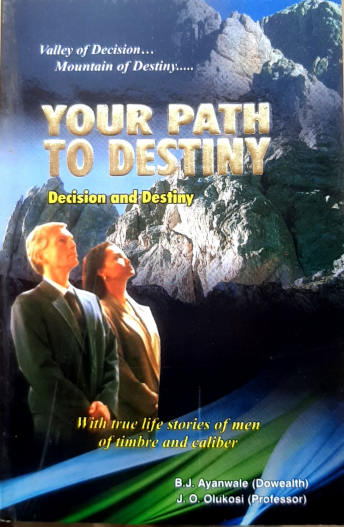 Valley of Decision...
Mountain of Destiny.....
YOUR PATH
TO DESTINY
Decision and Destiny
With true life stories of men
of timbre and caliber
B.J. Ayanwale (Dowealth)
J. O. Olukosi (Professor)